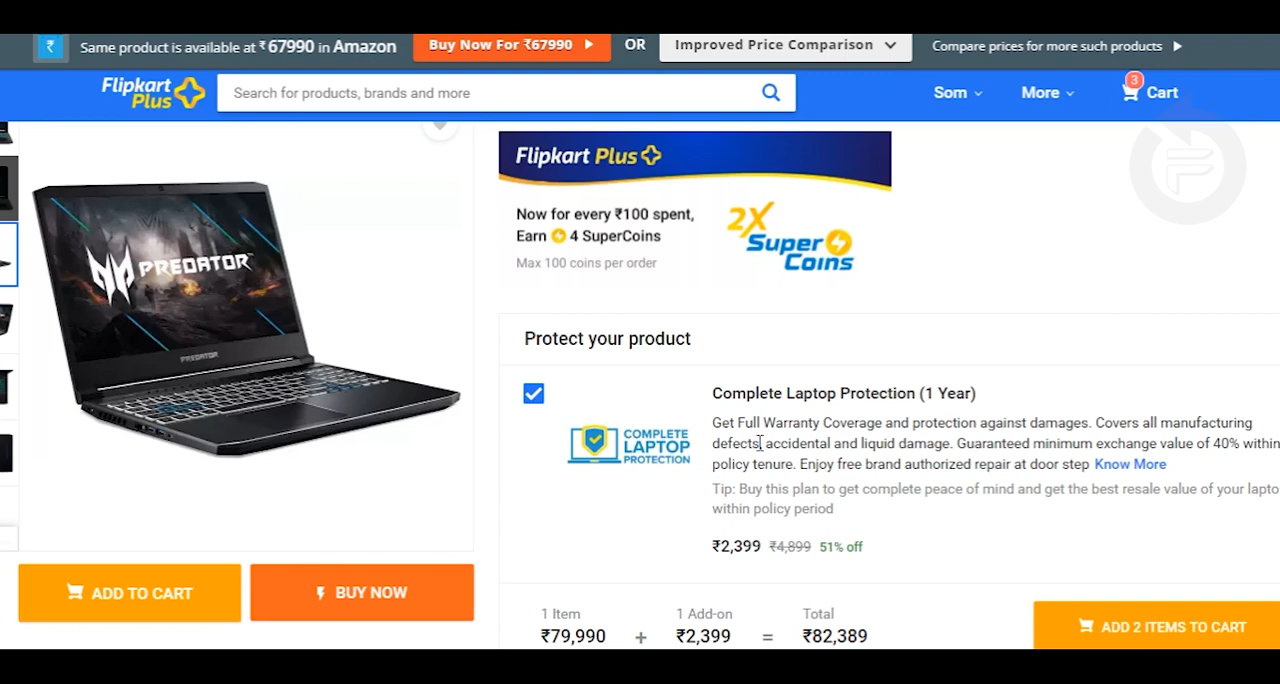 Same product is available at ₹ 67990 in Amazon
Buy Now For ₹67990
OR
Improved Price Comparison
Compare prices for more such products
Flipkart
Plus
Search for products, brands and more
Som
More
3
Cart
PREDATOR
PREDATOR
Flipkart Plus
Now for every ₹100 spent,
Earn 4 SuperCoins
Max 100 coins per order
2X
Super
Coins
Protect your product
Complete Laptop Protection (1 Year)
Get Full Warranty Coverage and protection against damages. Covers all manufacturing
defects, accidental and liquid damage. Guaranteed minimum exchange value of 40% within
policy tenure. Enjoy free brand authorized repair at door step Know More
Tip: Buy this plan to get complete peace of mind and get the best resale value of your lapto
within policy period
COMPLETE
LAPTOP
PROTECTION
₹2,399 ₹4,899 51% off
ADD TO CART
BUY NOW
1 Item
1 Add-on
Total
₹79,990 + ₹2,399 = ₹82,389
ADD 2 ITEMS TO CART